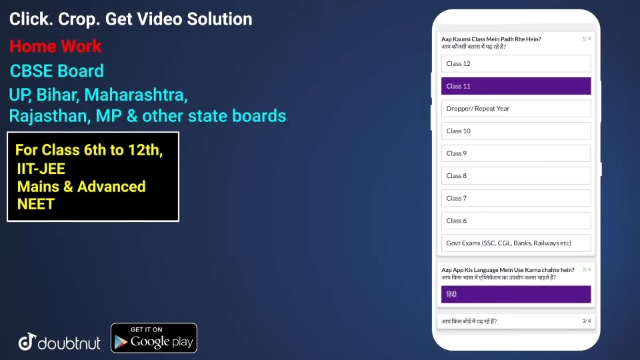 Click. Crop. Get Video Solution
Home Work
CBSE Board
UP, Bihar, Maharashtra,
Rajasthan, MP & other state boards
For Class 6th to 12th,
IIT-JEE
Mains & Advanced
NEET
doubtnut
GET IT ON
Google play
Aap Kaunsi Class Mein Padh Rhe Hein? 1/4
आप कौनसी क्लास में पढ़ रहे हैं?
Class 12
Class 11
Dropper/ Repeat Year
Class 10
Class 9
Class 8
Class 7
Class 6
Govt Exams (SSC, CGL, Banks, Railways etc)
Aap App Kis Language Mein Use Karna chahte hein? 2/4
आप किस भाषा में एप्लिकेशन का उपयोग करना चाहते हैं?
हिंदी
आप किस बोर्ड में पढ़ रहे हैं? 3/4